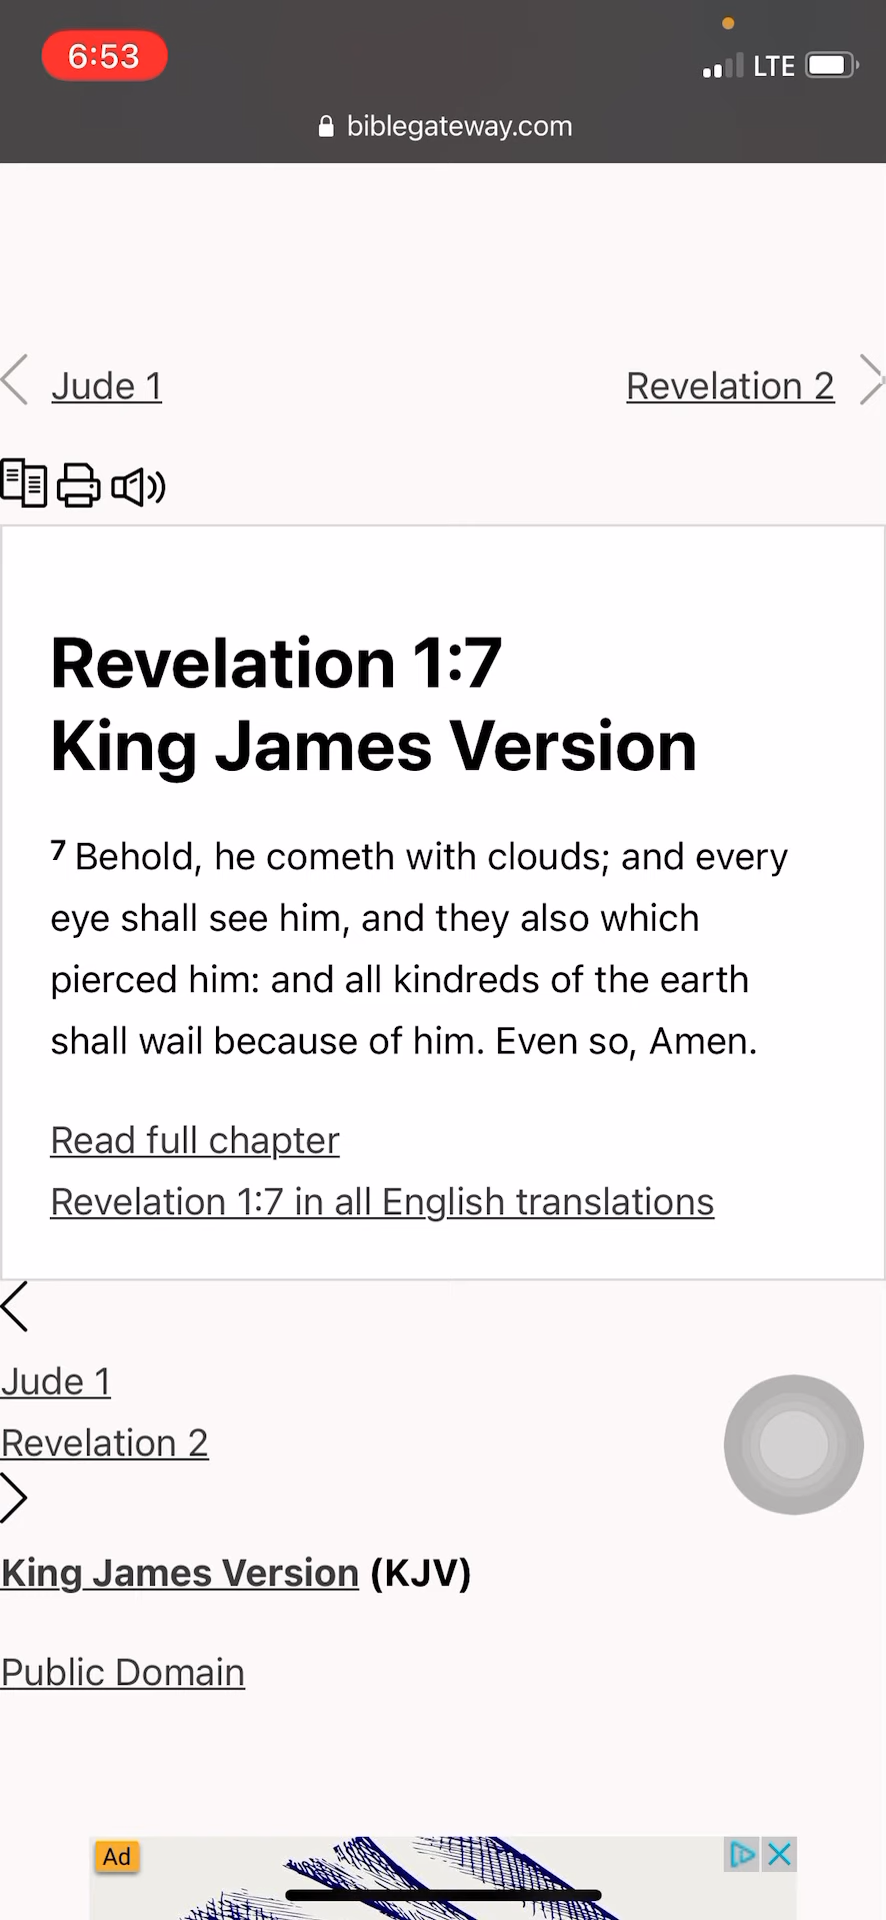 6:53
LTE
biblegateway.com
Jude 1
Revelation 2
Revelation 1:7
King James Version
7 Behold, he cometh with clouds; and every
eye shall see him, and they also which
pierced him: and all kindreds of the earth
shall wail because of him. Even so, Amen.
Read full chapter
Revelation 1:7 in all English translations
Jude 1
Revelation 2
King James Version (KJV)
Public Domain
Ad